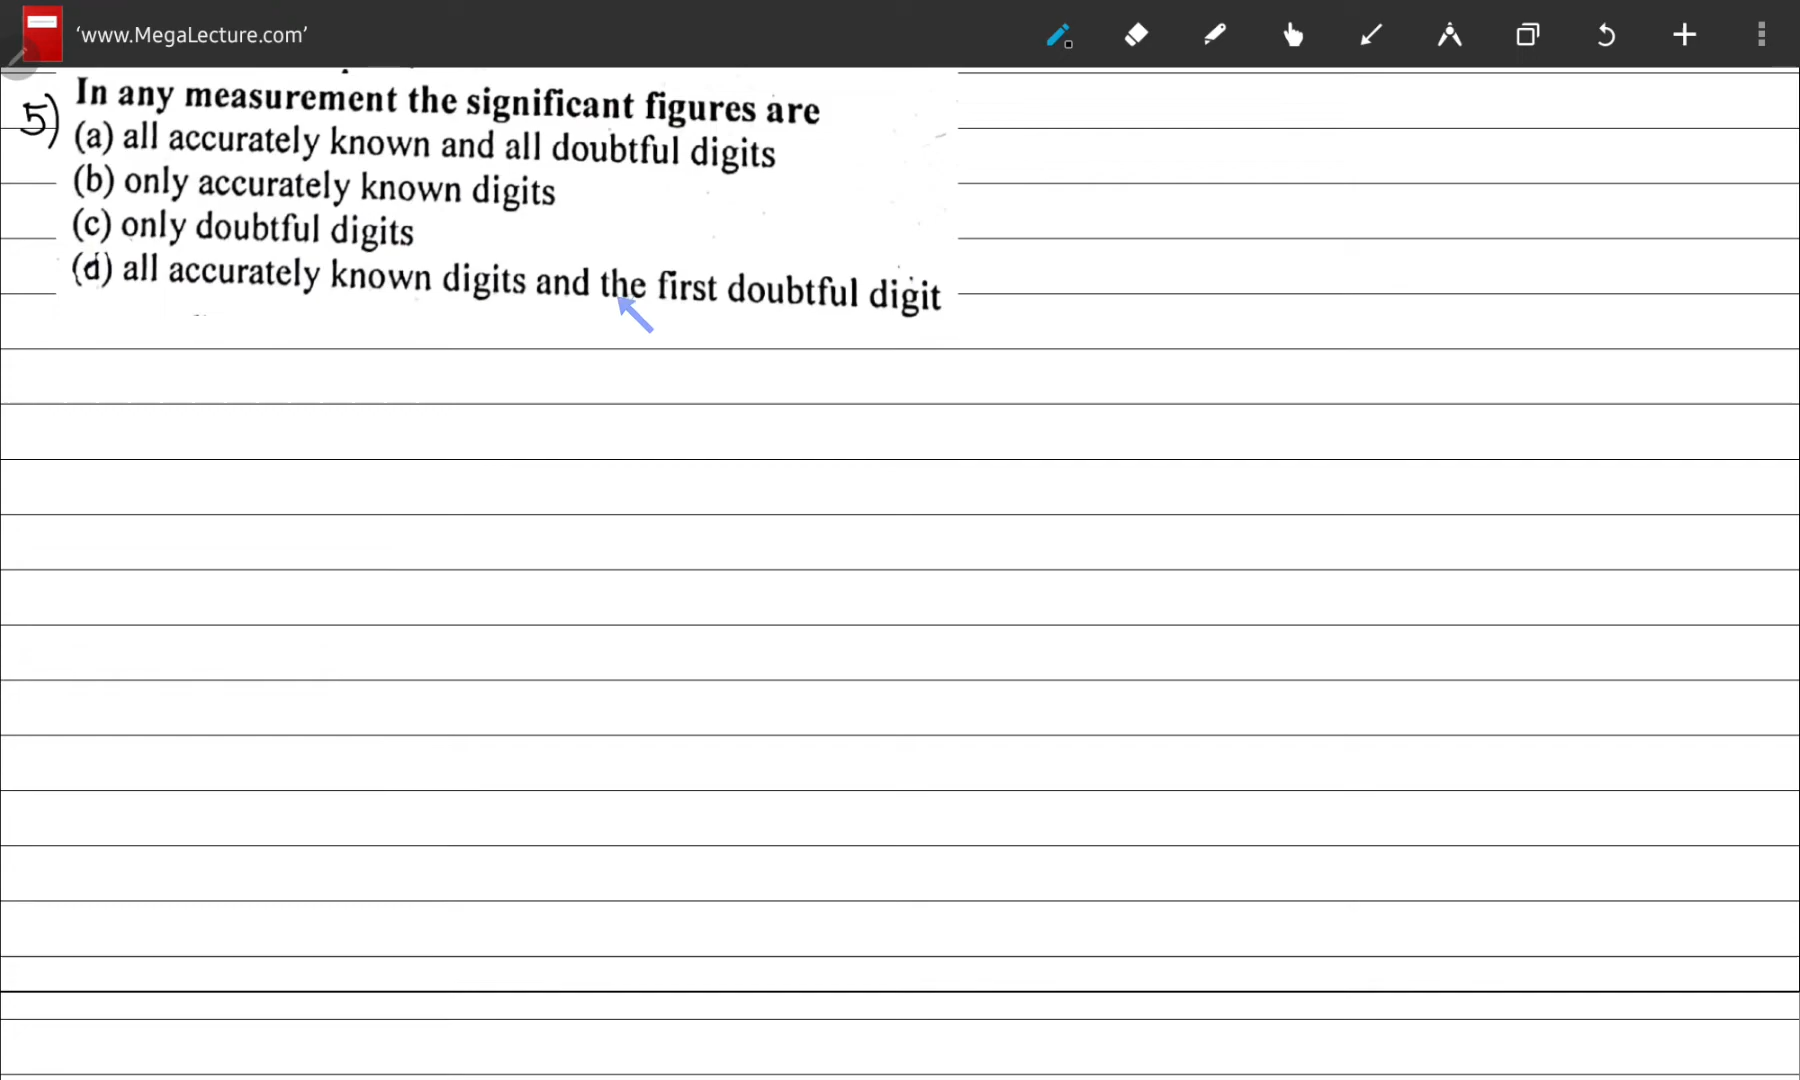 ‘www.MegaLecture.com’
5) In any measurement the significant figures are
(a) all accurately known and all doubtful digits
(b) only accurately known digits
(c) only doubtful digits
(d) all accurately known digits and the first doubtful digit